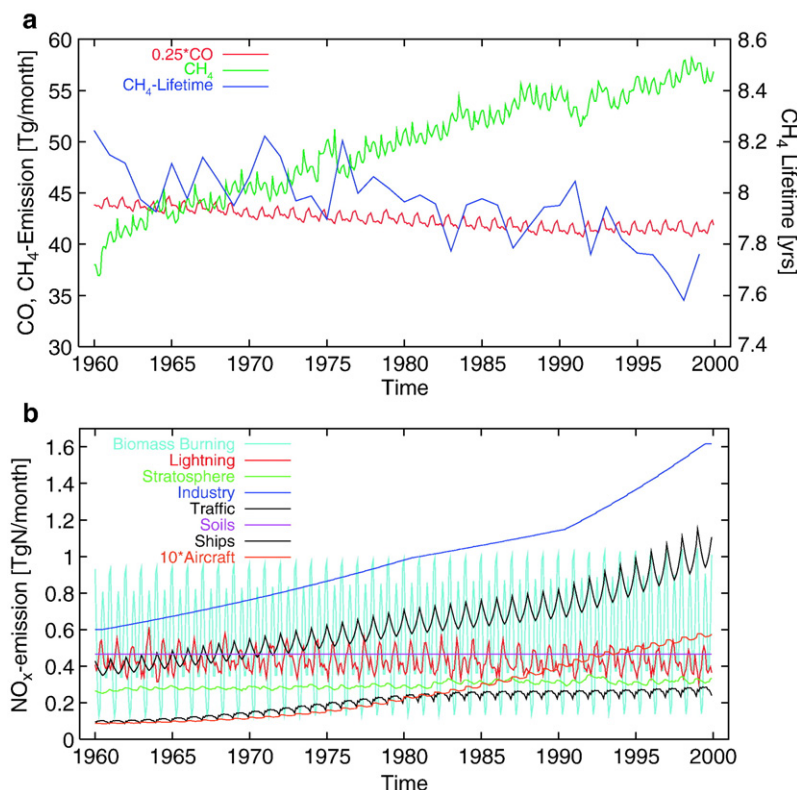 a
60
55
50
45
40
35
30
CO, CH₄-Emission [Tg/month]
0.25*CO
CH₄
CH₄-Lifetime
8.6
8.4
8.2
8
7.8
7.6
7.4
CH₄ Lifetime [yrs]
1960 1965 1970 1975 1980 1985 1990 1995 2000
Time
b
1.6
1.4
1.2
1
0.8
0.6
0.4
0.2
0
NOₓ-emission [TgN/month]
Biomass Burning
Lightning
Stratosphere
Industry
Traffic
Soils
Ships
10*Aircraft
1960 1965 1970 1975 1980 1985 1990 1995 2000
Time